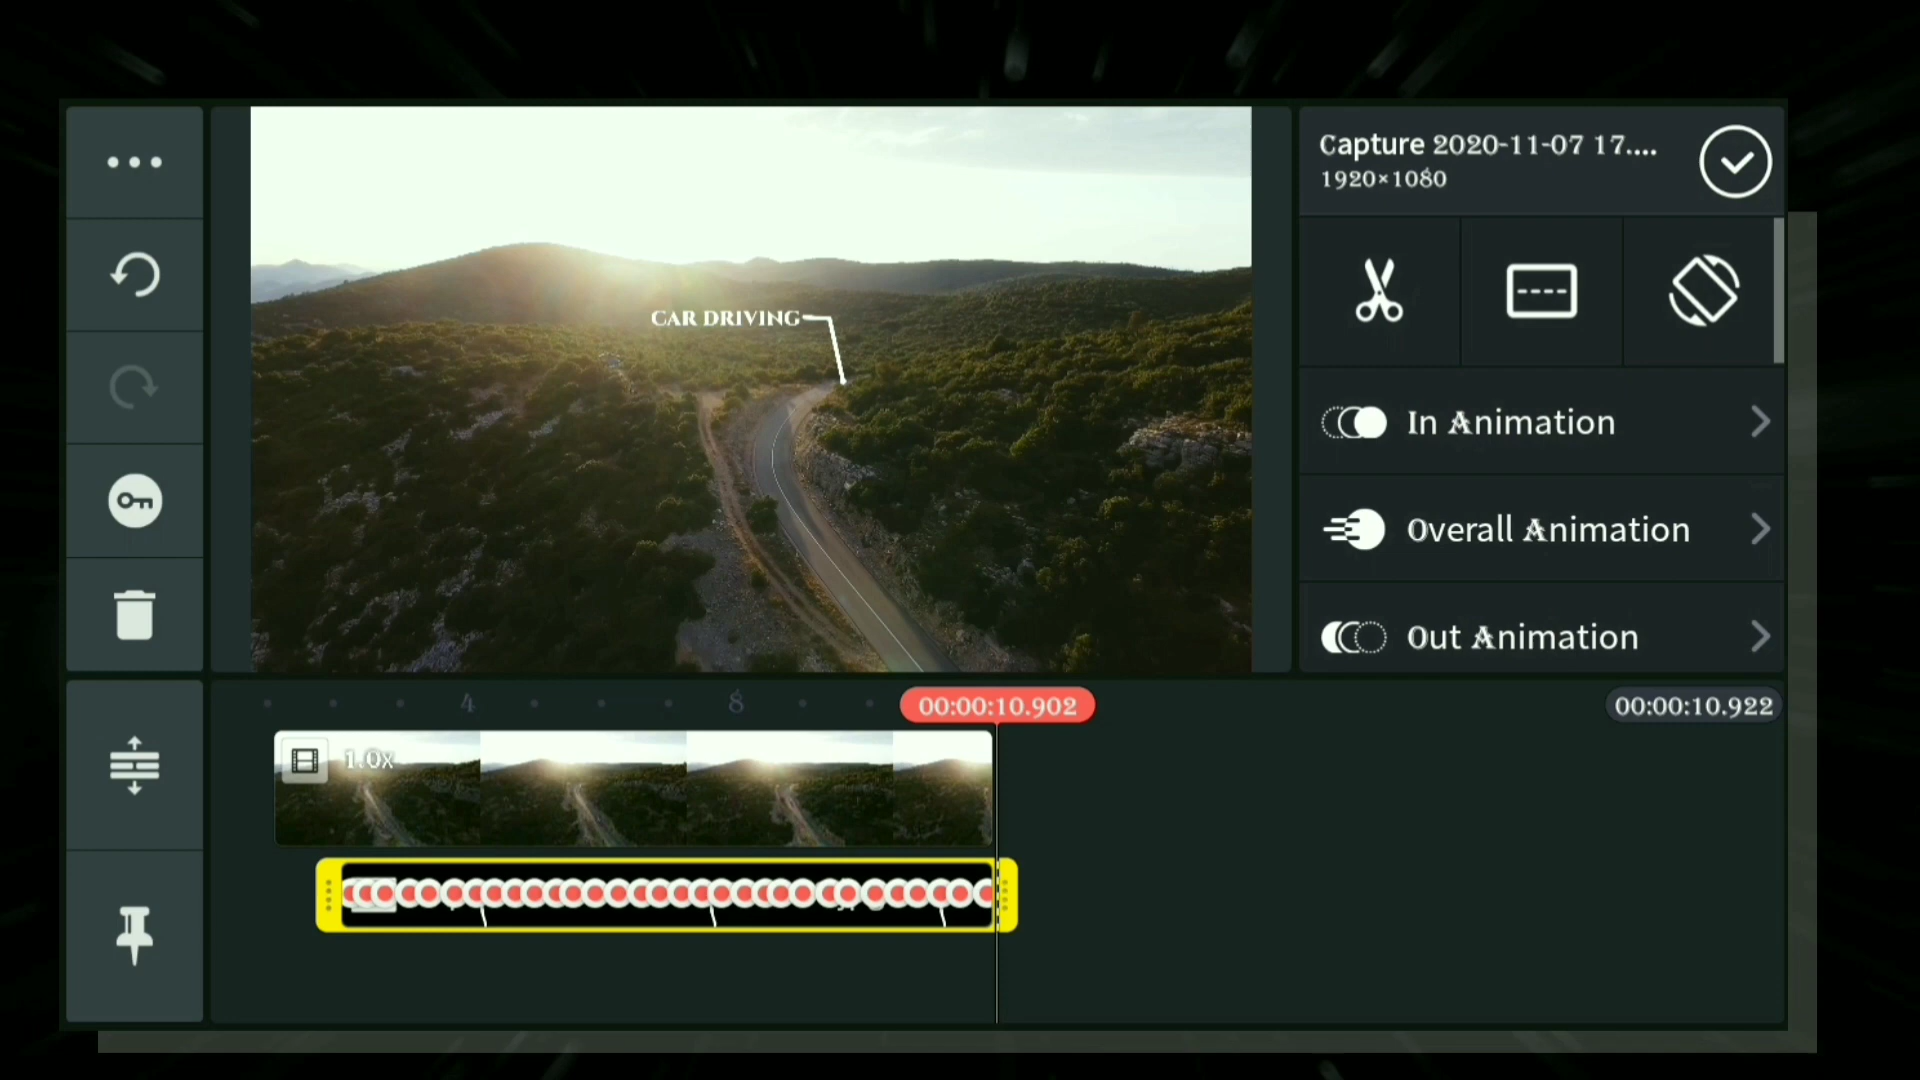 Capture 2020-11-07 17....
1920×1080
CAR DRIVING
In Animation
Overall Animation
Out Animation
4
8
00:00:10.902
00:00:10.922
1.0x